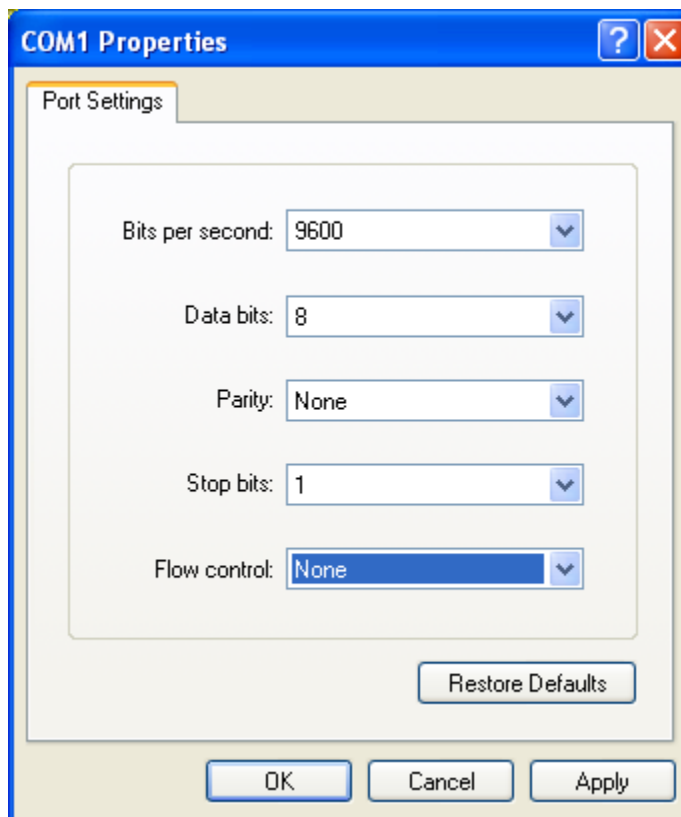 COM1 Properties
Port Settings
Bits per second: 9600
Data bits: 8
Parity: None
Stop bits: 1
Flow control: None
Restore Defaults
OK Cancel Apply